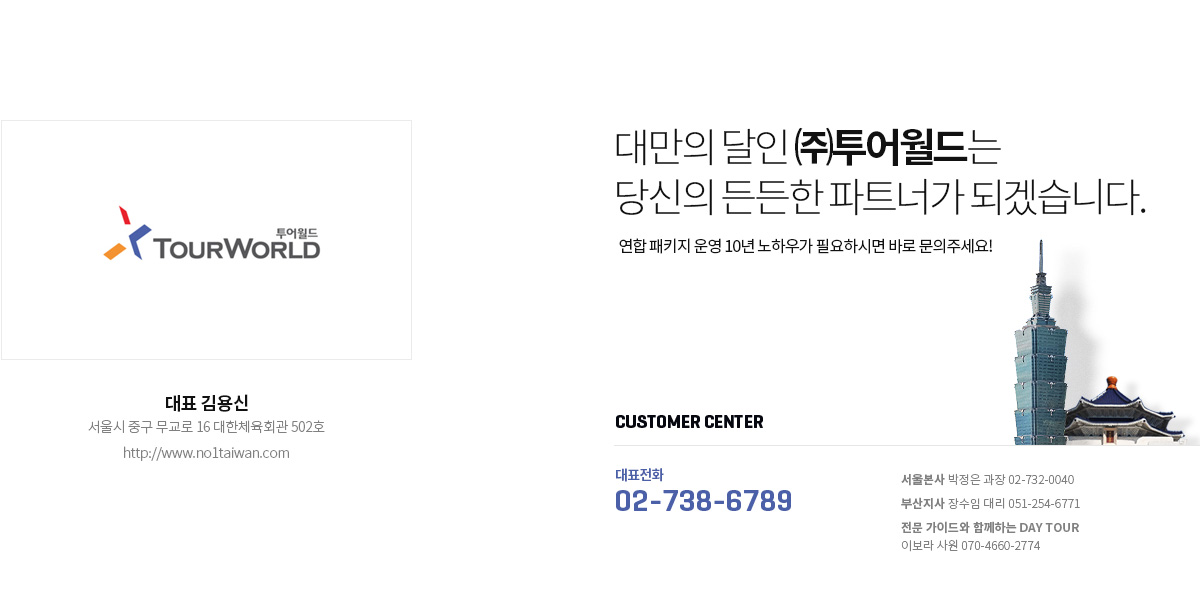 투어월드
TOURWORLD
대표 김용신
서울시 중구 무교로 16 대한체육회관 502호
http://www.no1taiwan.com
대만의 달인 ㈜투어월드는
당신의 든든한 파트너가 되겠습니다.
연합 패키지 운영 10년 노하우가 필요하시면 바로 문의주세요!
CUSTOMER CENTER
대표전화
02-738-6789
서울본사 박정은 과장 02-732-0040
부산지사 장수임 대리 051-254-6771
전문 가이드와 함께하는 DAY TOUR
이보라 사원 070-4660-2774